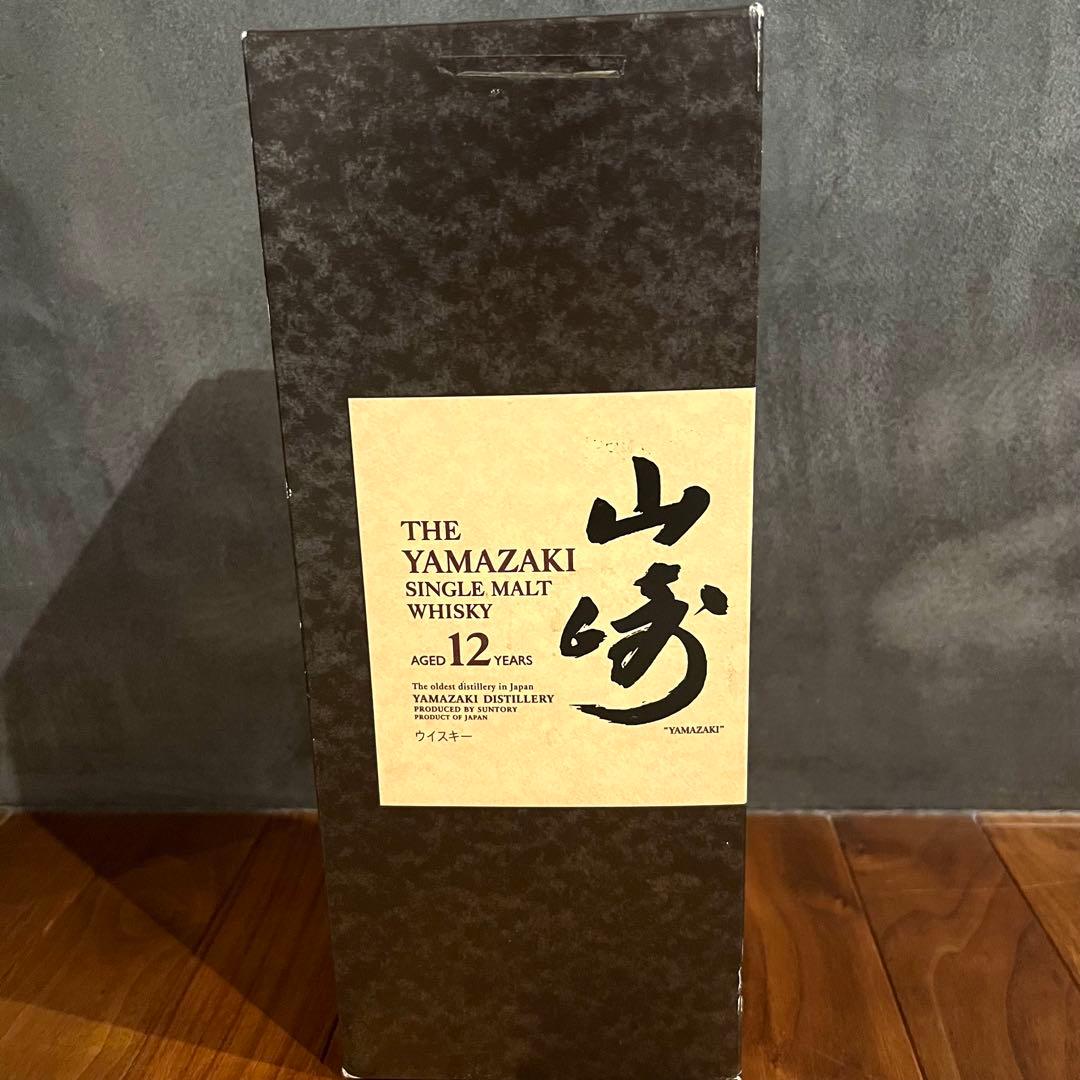 THE
YAMAZAKI
SINGLE MALT
WHISKY
AGED 12 YEARS
The oldest distillery in Japan
YAMAZAKI DISTILLERY
PRODUCED BY SUNTORY
PRODUCT OF JAPAN
ウイスキー
山崎
"YAMAZAKI"